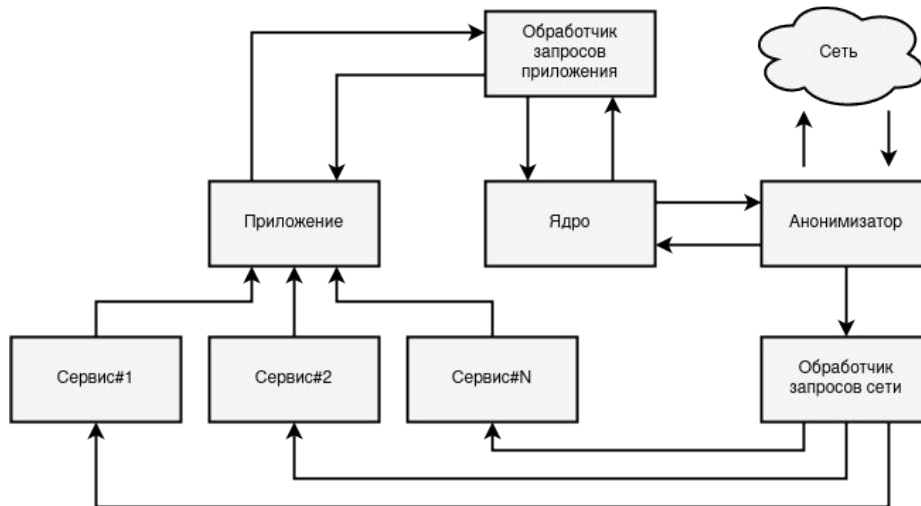 Обработчик
запросов
приложения
Сеть
Приложение
Ядро
Анонимизатор
Сервис#1
Сервис#2
Сервис#N
Обработчик
запросов сети